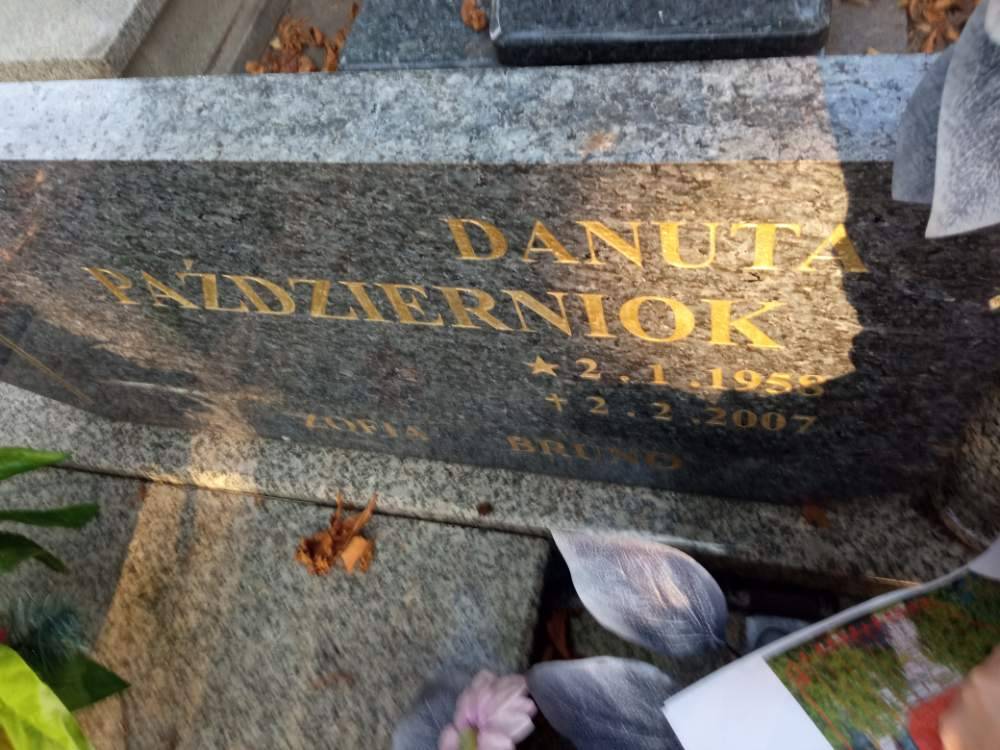 DANUTA
PAŹDZIERNIOK
★ 2.1.1958
✝ 2.2.2007
ZOFIA BRUNO